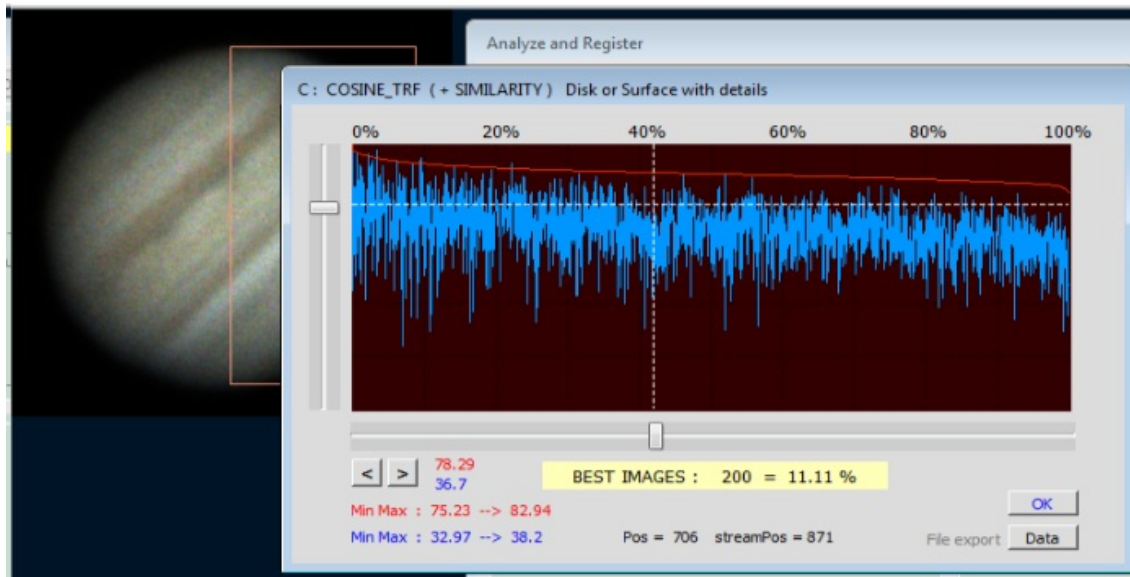 Analyze and Register
C : COSINE_TRF ( + SIMILARITY ) Disk or Surface with details
0% 20% 40% 60% 80% 100%
< > 78.29
36.7
BEST IMAGES : 200 = 11.11 %
Min Max : 75.23 --> 82.94
OK
Min Max : 32.97 --> 38.2 Pos = 706 streamPos = 871 File export Data